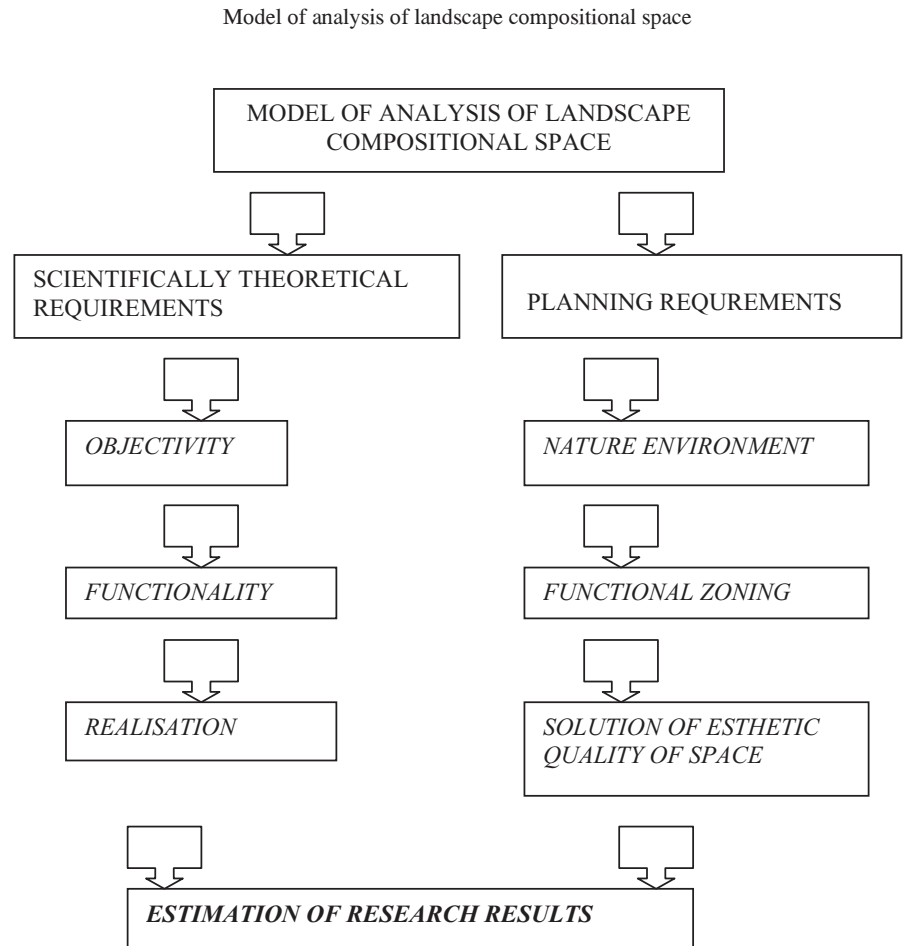 Model of analysis of landscape compositional space
MODEL OF ANALYSIS OF LANDSCAPE
COMPOSITIONAL SPACE
SCIENTIFICALLY THEORETICAL
REQUIREMENTS
PLANNING REQUREMENTS
OBJECTIVITY
NATURE ENVIRONMENT
FUNCTIONALITY
FUNCTIONAL ZONING
REALISATION
SOLUTION OF ESTHETIC
QUALITY OF SPACE
ESTIMATION OF RESEARCH RESULTS